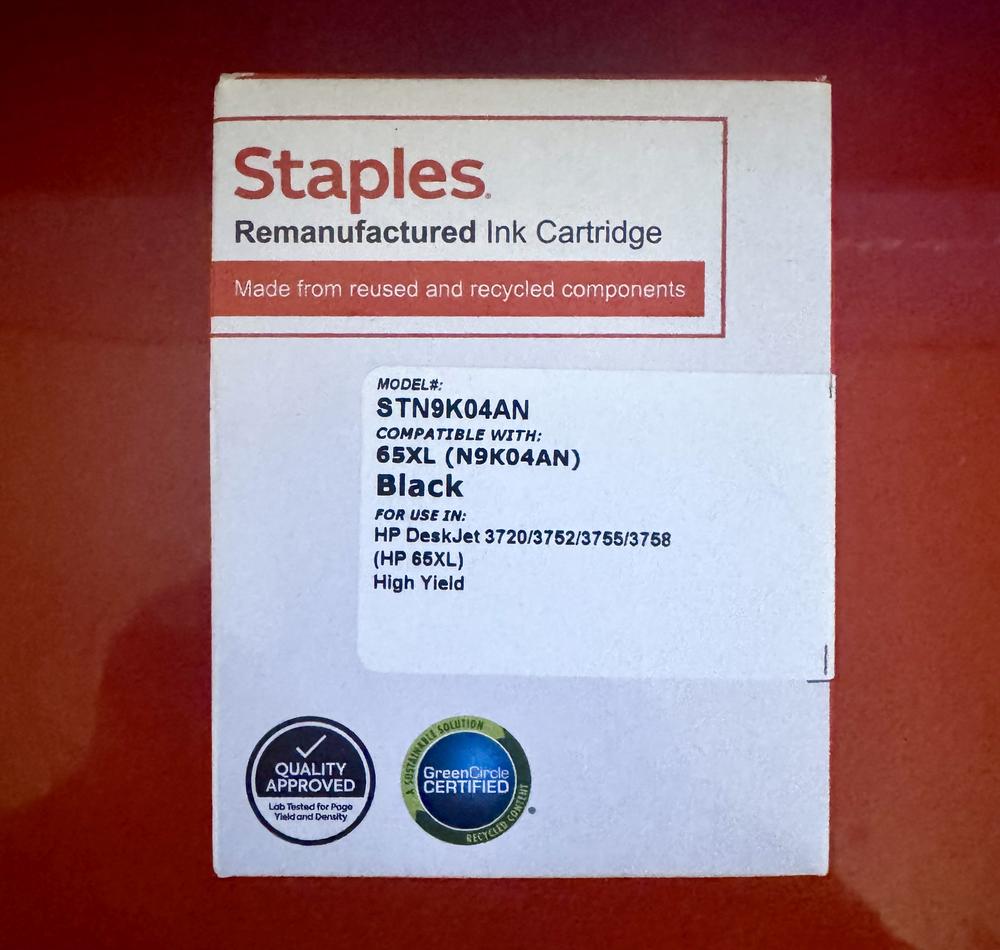 Staples
Remanufactured Ink Cartridge
Made from reused and recycled components
MODEL#:
STN9K04AN
COMPATIBLE WITH:
65XL (N9K04AN)
Black
FOR USE IN:
HP DeskJet 3720/3752/3755/3758
(HP 65XL)
High Yield
QUALITY
APPROVED
Lab Tested for Page
Yield and Density
A SUSTAINABLE SOLUTION
GreenCircle
CERTIFIED
RECYCLED CONTENT